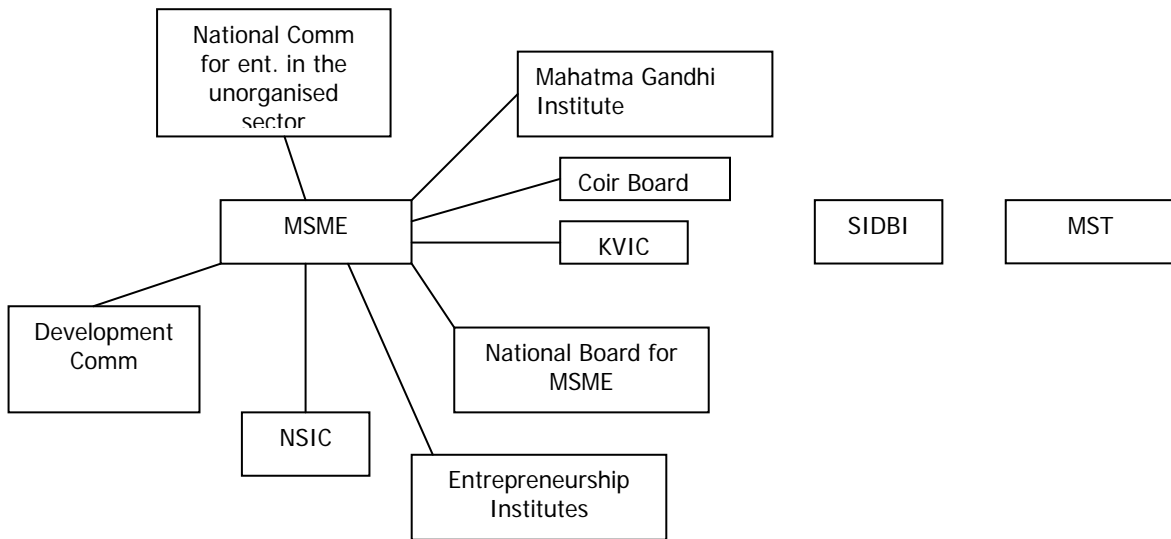 National Comm
for ent. in the
unorganised
sector
Mahatma Gandhi
Institute
Coir Board
MSME
KVIC
SIDBI
MST
Development
Comm
National Board for
MSME
NSIC
Entrepreneurship
Institutes